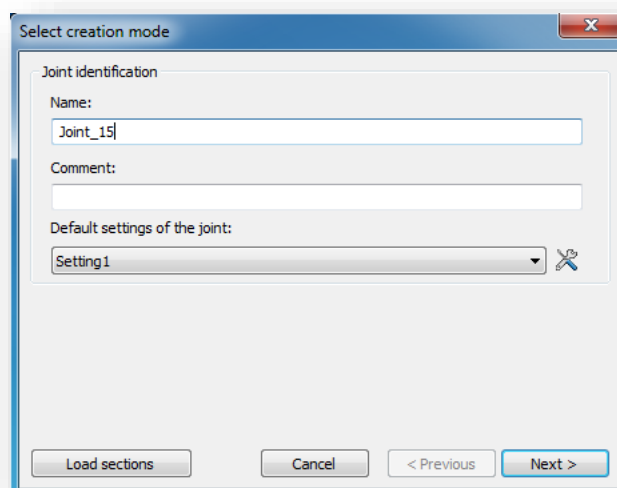 Select creation mode
Joint identification
Name:
Joint_15
Comment:
Default settings of the joint:
Setting1
Load sections Cancel < Previous Next >